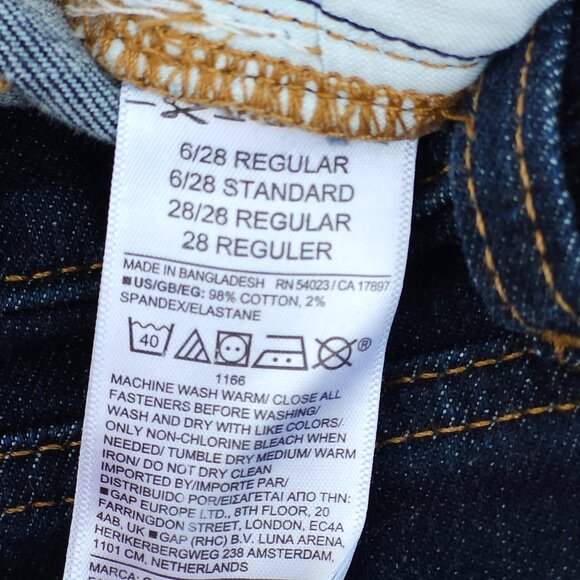 6/28 REGULAR
6/28 STANDARD
28/28 REGULAR
28 REGULER
MADE IN BANGLADESH RN 54023 / CA 17897
■ US/GB/EG: 98% COTTON, 2%
SPANDEX/ELASTANE
40 ®
1166
MACHINE WASH WARM/ CLOSE ALL
FASTENERS BEFORE WASHING/
WASH AND DRY WITH LIKE COLORS/
ONLY NON-CHLORINE BLEACH WHEN
NEEDED/ TUMBLE DRY MEDIUM/ WARM
IRON/ DO NOT DRY CLEAN
IMPORTED BY/IMPORTADO PAR/
DISTRIBUIDO POR/ΕΙΣΑΓΕΤΑΙ ΑΠΟ ΤΗΝ:
■ GAP EUROPE LTD., 8TH FLOOR, 20
FARRINGDON STREET, LONDON, EC4A
4AB, UK ■ GAP (RHC) B.V. LUNA ARENA,
HERIKERBERGWEG 238 AMSTERDAM,
1101 CM, NETHERLANDS
MARCA: